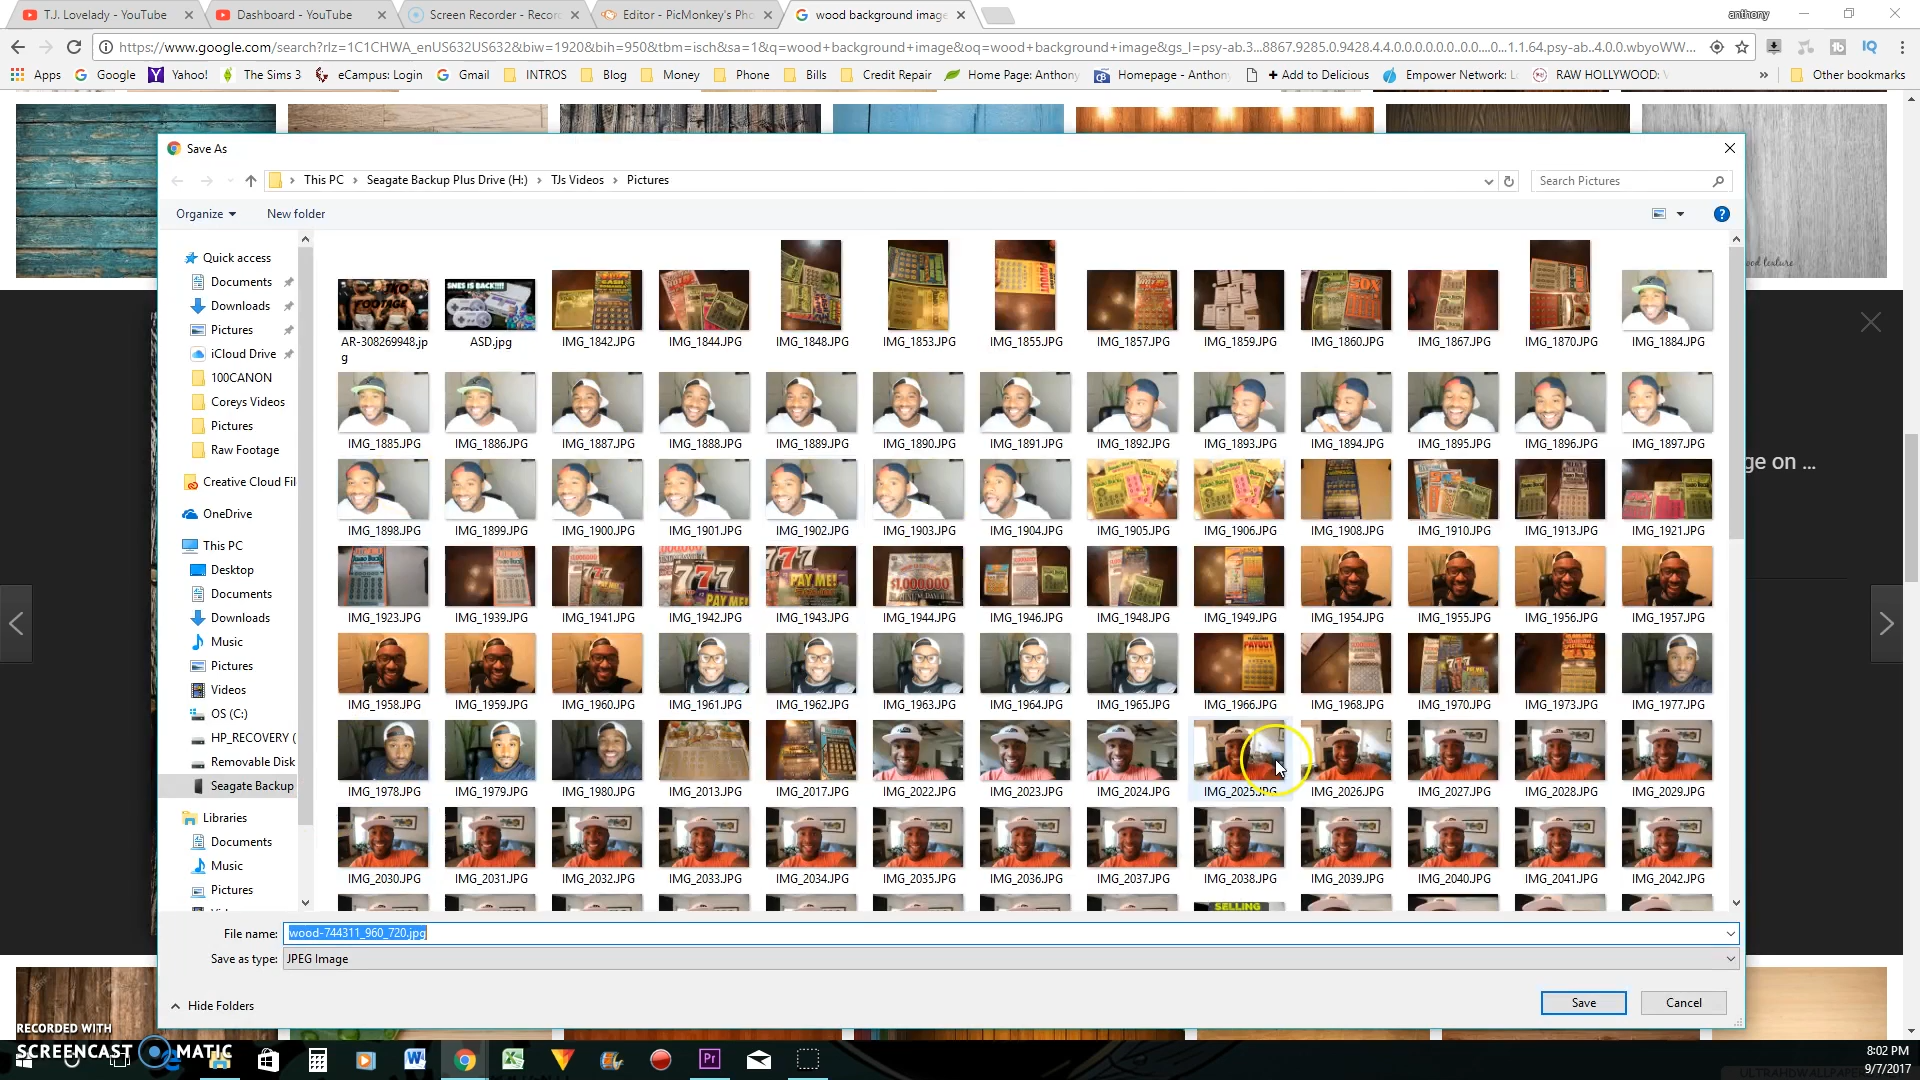 T.J. Lovelady - YouTube
Dashboard - YouTube
Screen Recorder - Record
Editor - PicMonkey's Pho
wood background image
anthony
https://www.google.com/search?rlz=1C1CHWA_enUS632US632&biw=1920&bih=950&tbm=isch&sa=1&q=wood+background+image&oq=wood+background+image&gs_l=psy-ab.3...8867.9285.0.9428.4.4.0.0.0.0.0.0..0.0....0...1.1.64.psy-ab..4.0.0.wbyoWW...
Apps Google Yahoo! The Sims 3 eCampus: Login Gmail INTROS Blog Money Phone Bills Credit Repair Home Page: Anthony Homepage - Anthony + Add to Delicious Empower Network: L RAW HOLLYWOOD: » Other bookmarks
Save As
This PC > Seagate Backup Plus Drive (H:) > TJs Videos > Pictures
Search Pictures
Organize New folder
Quick access
Documents
Downloads
Pictures
iCloud Drive
100CANON
Coreys Videos
Pictures
Raw Footage
Creative Cloud Fil
OneDrive
This PC
Desktop
Documents
Downloads
Music
Pictures
Videos
OS (C:)
HP_RECOVERY (
Removable Disk
Seagate Backup
Libraries
Documents
Music
Pictures
AR-308269948.jpg ASD.jpg IMG_1842.JPG IMG_1844.JPG IMG_1848.JPG IMG_1853.JPG IMG_1855.JPG IMG_1857.JPG IMG_1859.JPG IMG_1860.JPG IMG_1867.JPG IMG_1870.JPG IMG_1884.JPG
IMG_1885.JPG IMG_1886.JPG IMG_1887.JPG IMG_1888.JPG IMG_1889.JPG IMG_1890.JPG IMG_1891.JPG IMG_1892.JPG IMG_1893.JPG IMG_1894.JPG IMG_1895.JPG IMG_1896.JPG IMG_1897.JPG
IMG_1898.JPG IMG_1899.JPG IMG_1900.JPG IMG_1901.JPG IMG_1902.JPG IMG_1903.JPG IMG_1904.JPG IMG_1905.JPG IMG_1906.JPG IMG_1908.JPG IMG_1910.JPG IMG_1913.JPG IMG_1921.JPG
IMG_1923.JPG IMG_1939.JPG IMG_1941.JPG IMG_1942.JPG IMG_1943.JPG IMG_1944.JPG IMG_1946.JPG IMG_1948.JPG IMG_1949.JPG IMG_1954.JPG IMG_1955.JPG IMG_1956.JPG IMG_1957.JPG
IMG_1958.JPG IMG_1959.JPG IMG_1960.JPG IMG_1961.JPG IMG_1962.JPG IMG_1963.JPG IMG_1964.JPG IMG_1965.JPG IMG_1966.JPG IMG_1968.JPG IMG_1970.JPG IMG_1973.JPG IMG_1977.JPG
IMG_1978.JPG IMG_1979.JPG IMG_1980.JPG IMG_2013.JPG IMG_2017.JPG IMG_2022.JPG IMG_2023.JPG IMG_2024.JPG IMG_2025.JPG IMG_2026.JPG IMG_2027.JPG IMG_2028.JPG IMG_2029.JPG
IMG_2030.JPG IMG_2031.JPG IMG_2032.JPG IMG_2033.JPG IMG_2034.JPG IMG_2035.JPG IMG_2036.JPG IMG_2037.JPG IMG_2038.JPG IMG_2039.JPG IMG_2040.JPG IMG_2041.JPG IMG_2042.JPG
SELLING
ge on ...
File name: wood-744311_960_720.jpg
Save as type: JPEG Image
Hide Folders
Save Cancel
RECORDED WITH
SCREENCAST MATIC
8:02 PM
9/7/2017